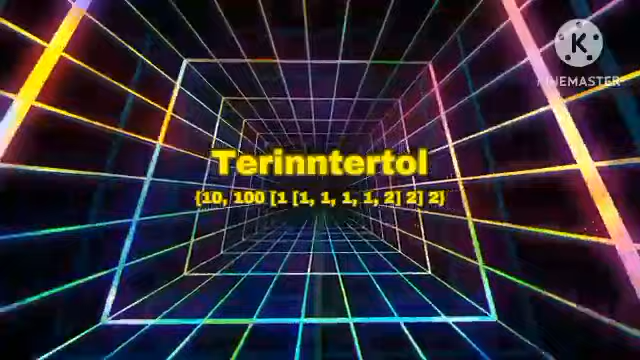 K
KINEMASTER
Terinntertol
{10, 100 [1 [1, 1, 1, 1, 2] 2] 2}